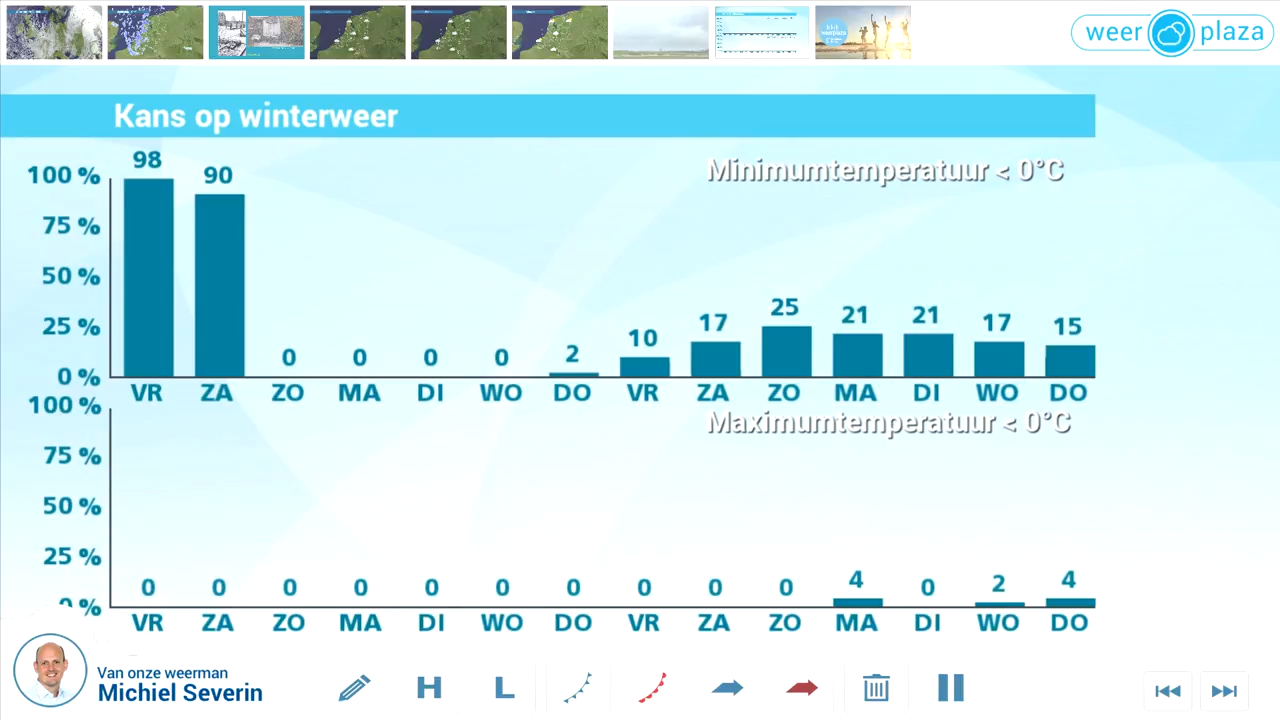 weer plaza
Kans op winterweer
Minimumtemperatuur < 0°C
98 90 0 0 0 0 2 10 17 25 21 21 17 15
100 %
75 %
50 %
25 %
0 %
VR ZA ZO MA DI WO DO VR ZA ZO MA DI WO DO
Maximumtemperatuur < 0°C
100 %
75 %
50 %
25 %
0 %
0 0 0 0 0 0 0 0 0 0 4 0 2 4
VR ZA ZO MA DI WO DO VR ZA ZO MA DI WO DO
Van onze weerman
Michiel Severin
H L